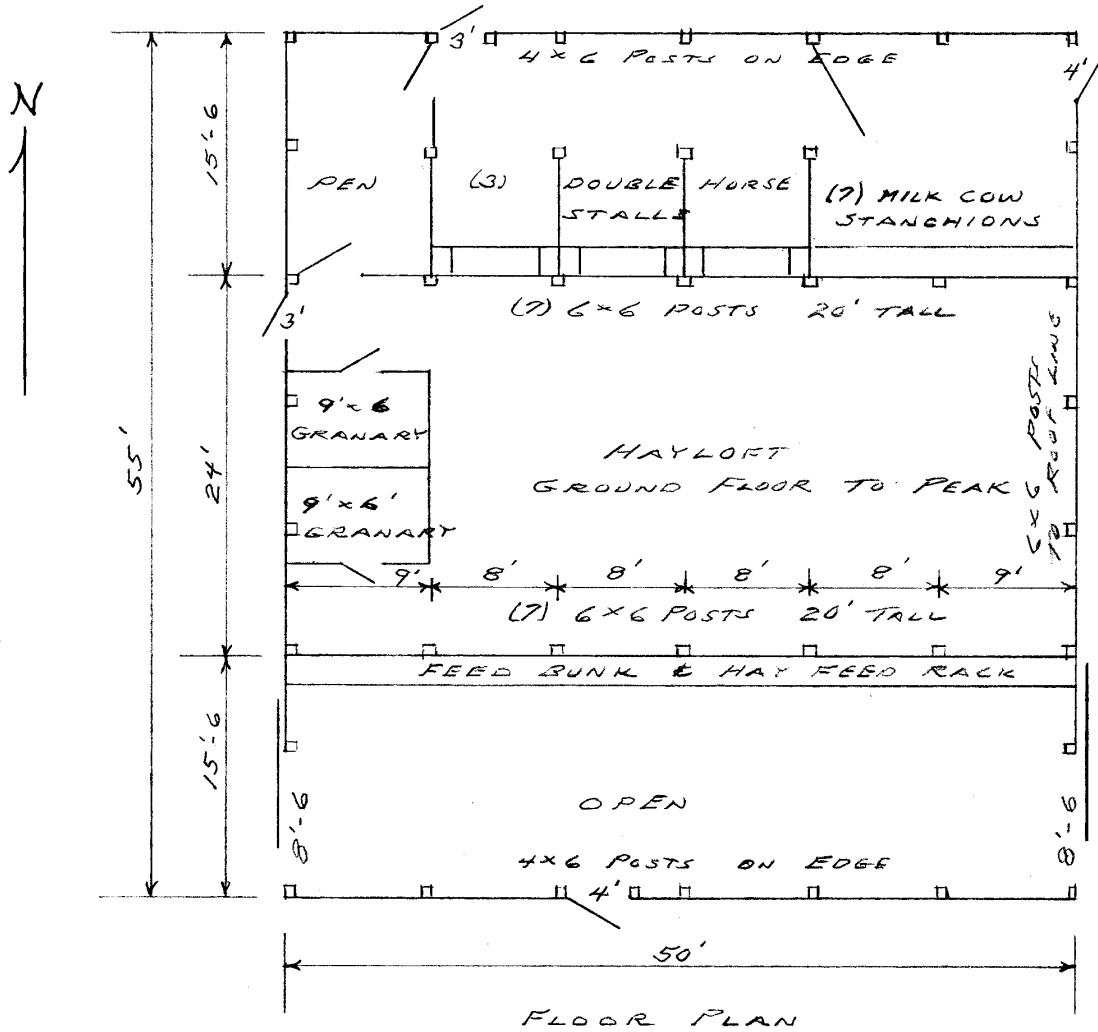 N
3'
4×6 POSTS ON EDGE
4'
15'-6
PEN
(3)
DOUBLE
HORSE
STALLS
(7) MILK COW
STANCHIONS
(7) 6×6 POSTS 20' TALL
3'
9'×6
GRANARY
9'×6'
GRANARY
55'
24'
HAYLOFT
GROUND FLOOR TO PEAK
6×6 POSTS
TO ROOF LINE
9'
8'
8'
8'
8'
9'
(7) 6×6 POSTS 20' TALL
FEED BUNK & HAY FEED RACK
15'-6
8'-6
OPEN
8'-6
4×6 POSTS ON EDGE
4'
50'
FLOOR PLAN